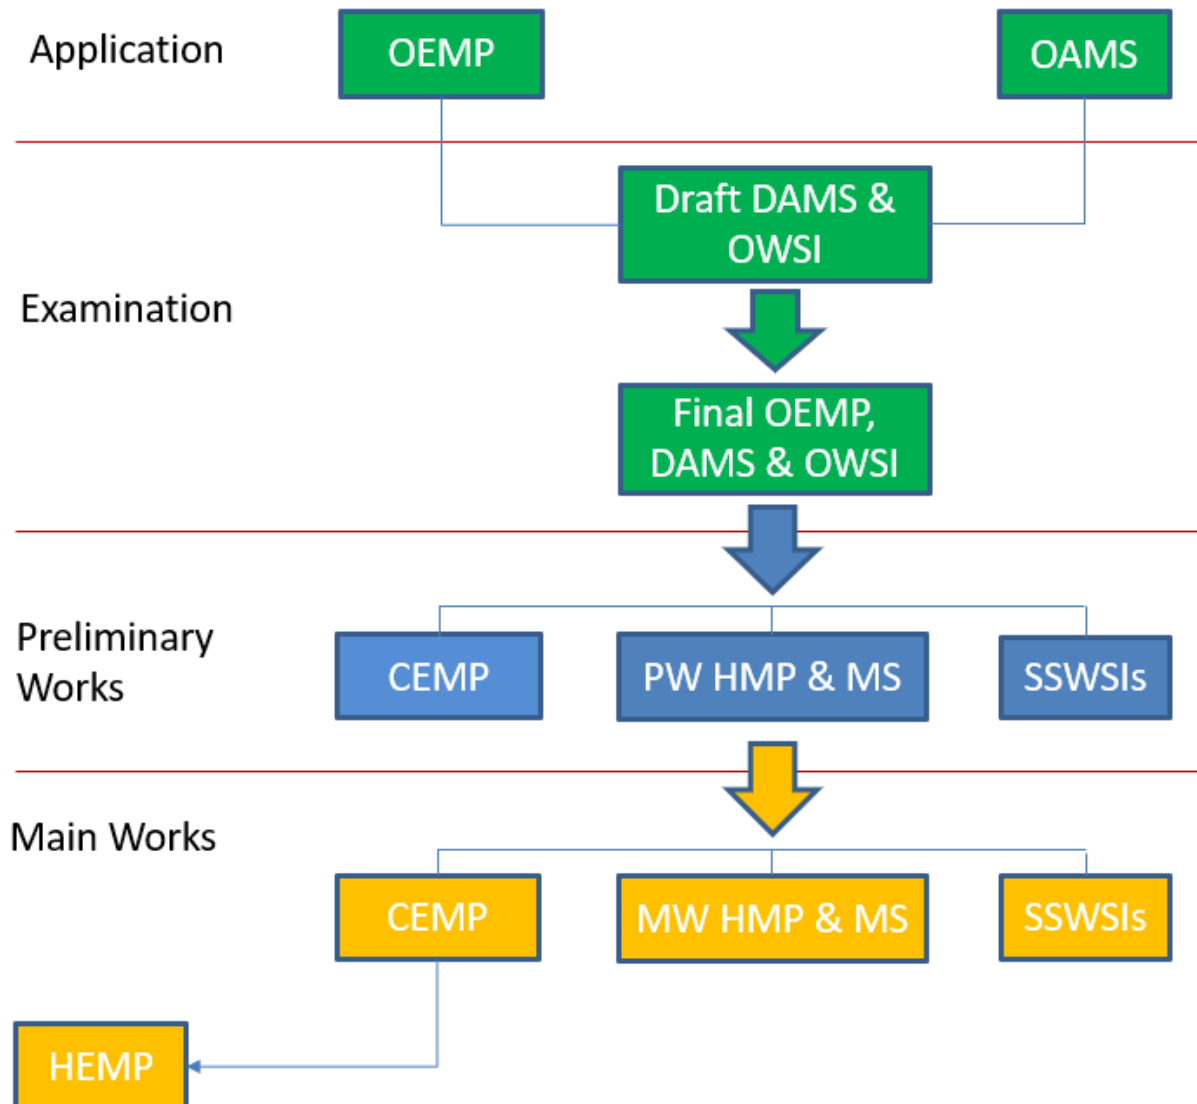 Application
OEMP
OAMS
Draft DAMS &
OWSI
Examination
Final OEMP,
DAMS & OWSI
Preliminary
Works
CEMP
PW HMP & MS
SSWSIs
Main Works
CEMP
MW HMP & MS
SSWSIs
HEMP